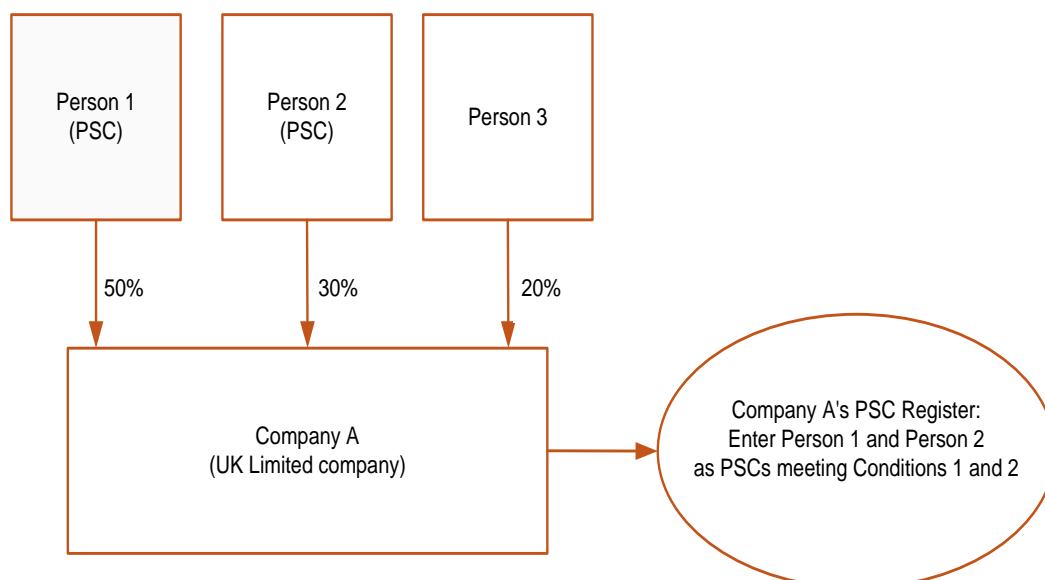 Person 1
(PSC)
Person 2
(PSC)
Person 3
50%
30%
20%
Company A
(UK Limited company)
Company A's PSC Register:
Enter Person 1 and Person 2
as PSCs meeting Conditions 1 and 2